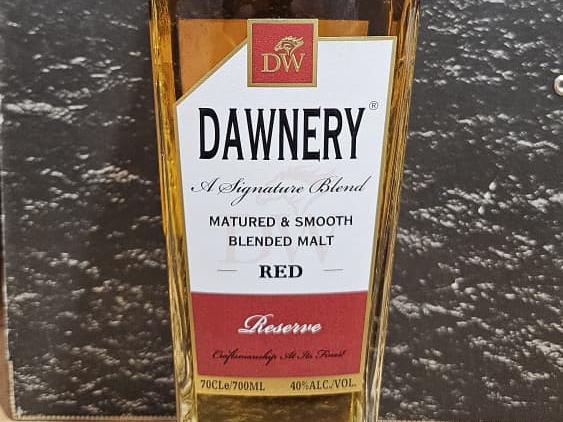 DW
DAWNERY®
A Signature Blend
MATURED & SMOOTH
BLENDED MALT
RED
Reserve
Craftsmanship At Its Finest
70CLe/700ML 40%ALC./VOL.